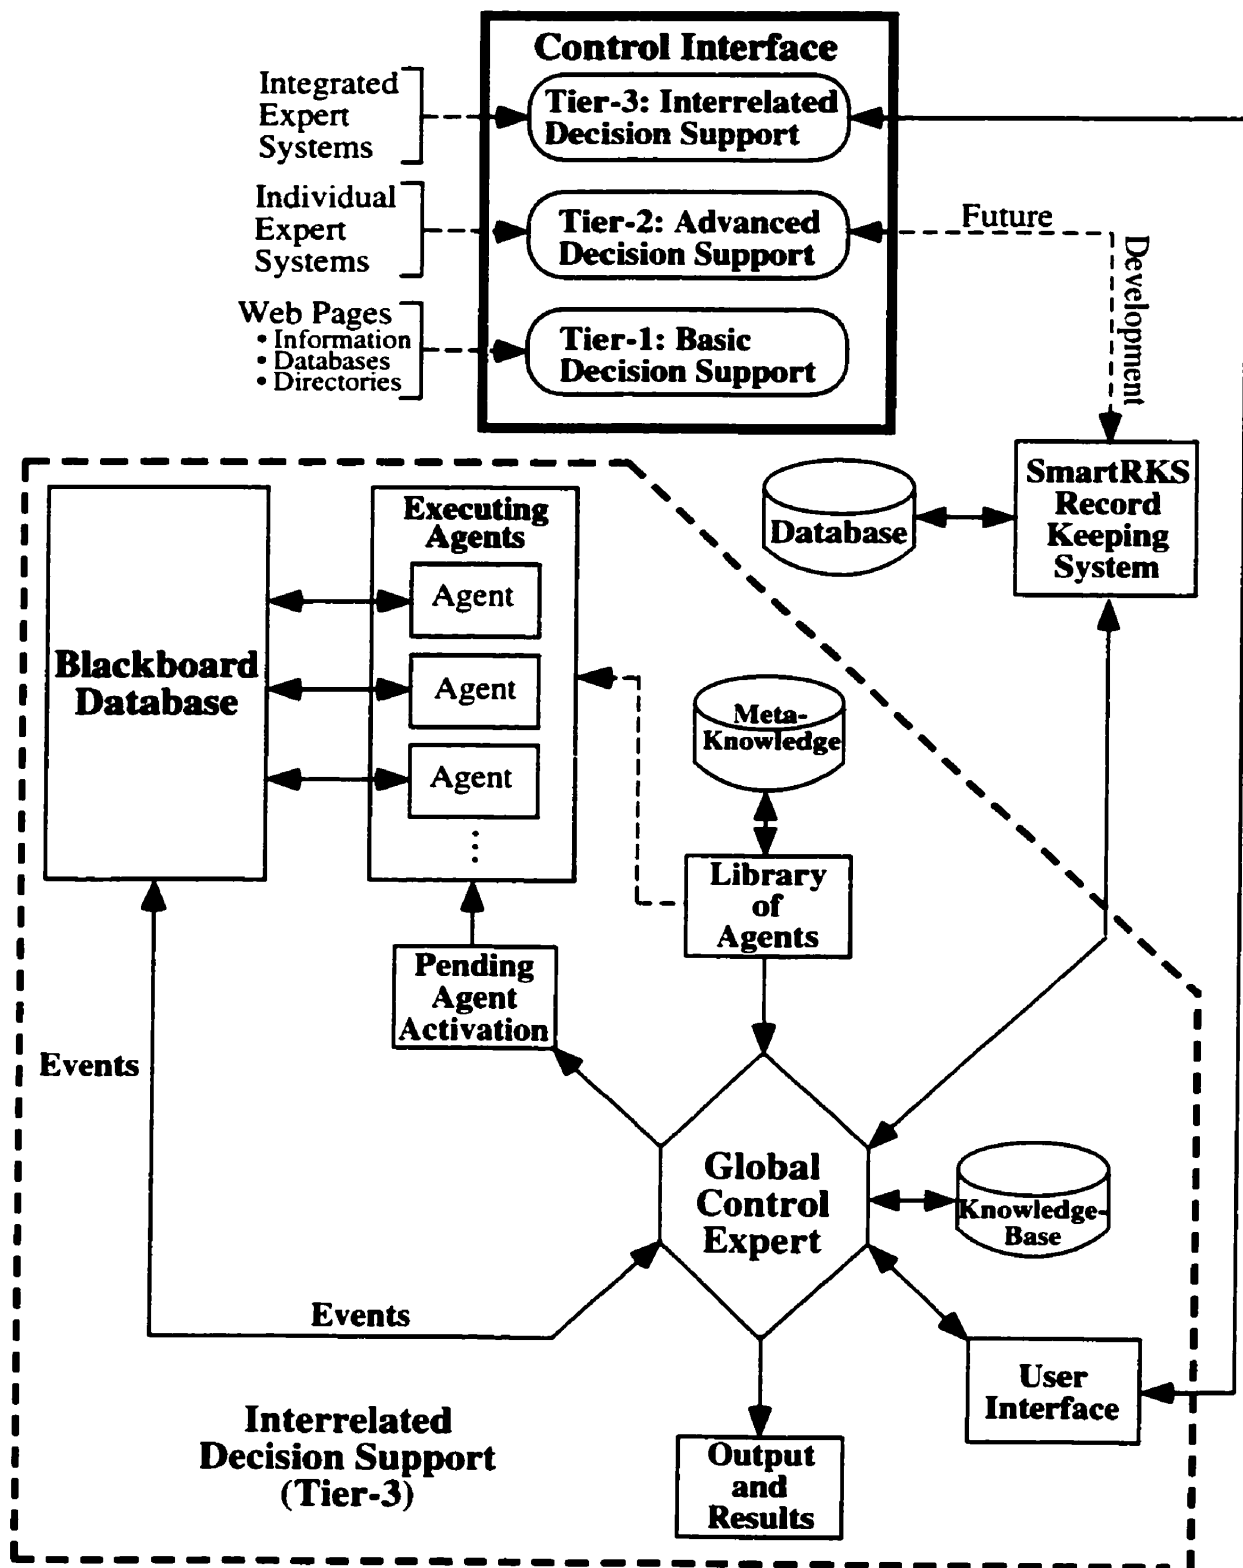 Control Interface
Integrated
Expert
Systems
Tier-3: Interrelated
Decision Support
Individual
Expert
Systems
Tier-2: Advanced
Decision Support
Future
Development
Web Pages
• Information
• Databases
• Directories
Tier-1: Basic
Decision Support
SmartRKS
Record
Keeping
System
Database
Executing
Agents
Agent
Agent
Agent
Blackboard
Database
Meta-
Knowledge
Library
of
Agents
Pending
Agent
Activation
Events
Global
Control
Expert
Knowledge-
Base
Events
User
Interface
Interrelated
Decision Support
(Tier-3)
Output
and
Results